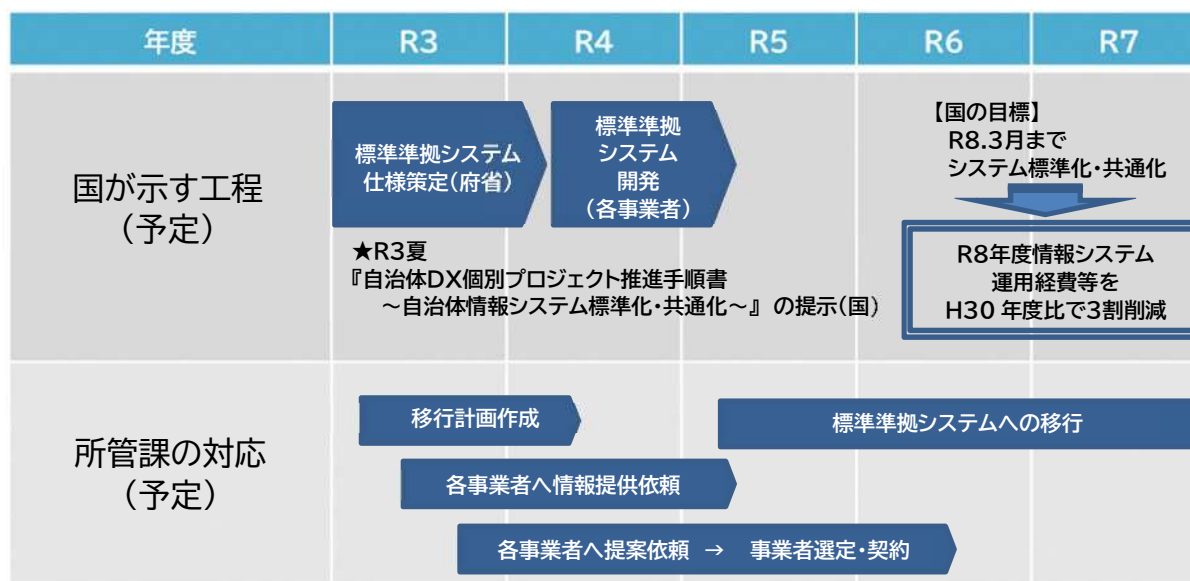 年度 R3 R4 R5 R6 R7
国が示す工程
(予定)
標準準拠システム
仕様策定(府省)
標準準拠
システム
開発
(各事業者)
【国の目標】
R8.3月まで
システム標準化・共通化
★R3夏
『自治体DX個別プロジェクト推進手順書
～自治体情報システム標準化・共通化～』の提示(国)
R8年度情報システム
運用経費等を
H30 年度比で3割削減
所管課の対応
(予定)
移行計画作成
標準準拠システムへの移行
各事業者へ情報提供依頼
各事業者へ提案依頼 → 事業者選定・契約